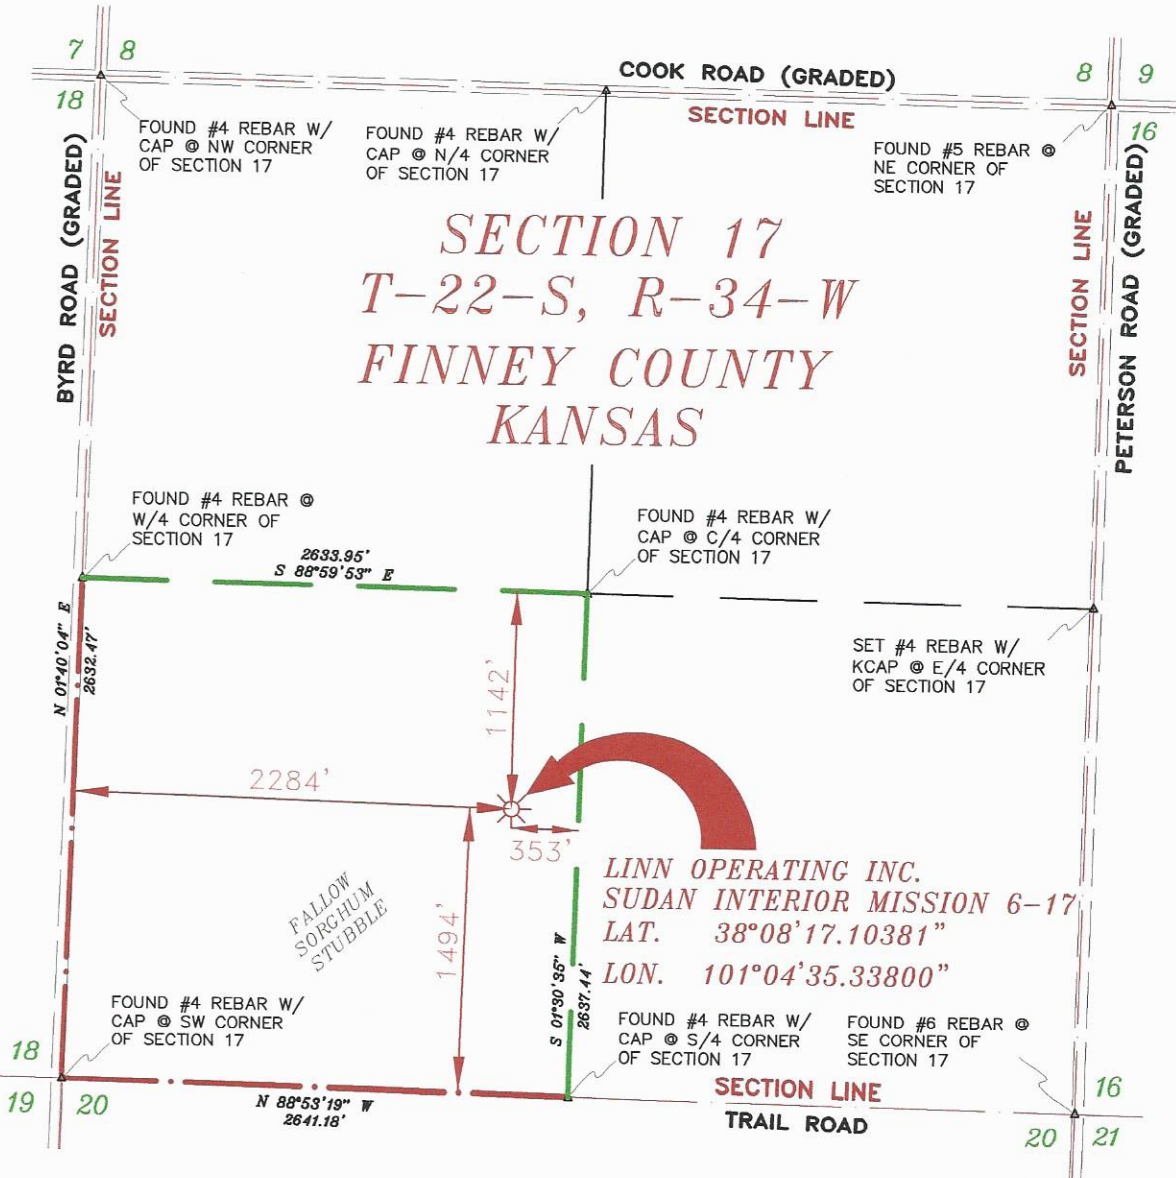 7 8
18
COOK ROAD (GRADED)
SECTION LINE
8 9
16
FOUND #4 REBAR W/
CAP @ NW CORNER
OF SECTION 17
FOUND #4 REBAR W/
CAP @ N/4 CORNER
OF SECTION 17
FOUND #5 REBAR @
NE CORNER OF
SECTION 17
BYRD ROAD (GRADED)
SECTION LINE
SECTION 17
T-22-S, R-34-W
FINNEY COUNTY
KANSAS
SECTION LINE
PETERSON ROAD (GRADED)
FOUND #4 REBAR @
W/4 CORNER OF
SECTION 17
2633.95'
S 88°59'53" E
FOUND #4 REBAR W/
CAP @ C/4 CORNER
OF SECTION 17
N 01°40'04" E
2632.47'
1142'
SET #4 REBAR W/
KCAP @ E/4 CORNER
OF SECTION 17
2284'
353'
1494'
FALLOW
SORGHUM
STUBBLE
LINN OPERATING INC.
SUDAN INTERIOR MISSION 6-17
LAT. 38°08'17.10381"
LON. 101°04'35.33800"
S 01°30'35" W
2637.44'
FOUND #4 REBAR W/
CAP @ SW CORNER
OF SECTION 17
FOUND #4 REBAR W/
CAP @ S/4 CORNER
OF SECTION 17
FOUND #6 REBAR @
SE CORNER OF
SECTION 17
18
19 20
N 88°53'19" W
2641.18'
SECTION LINE
TRAIL ROAD
16
20 21